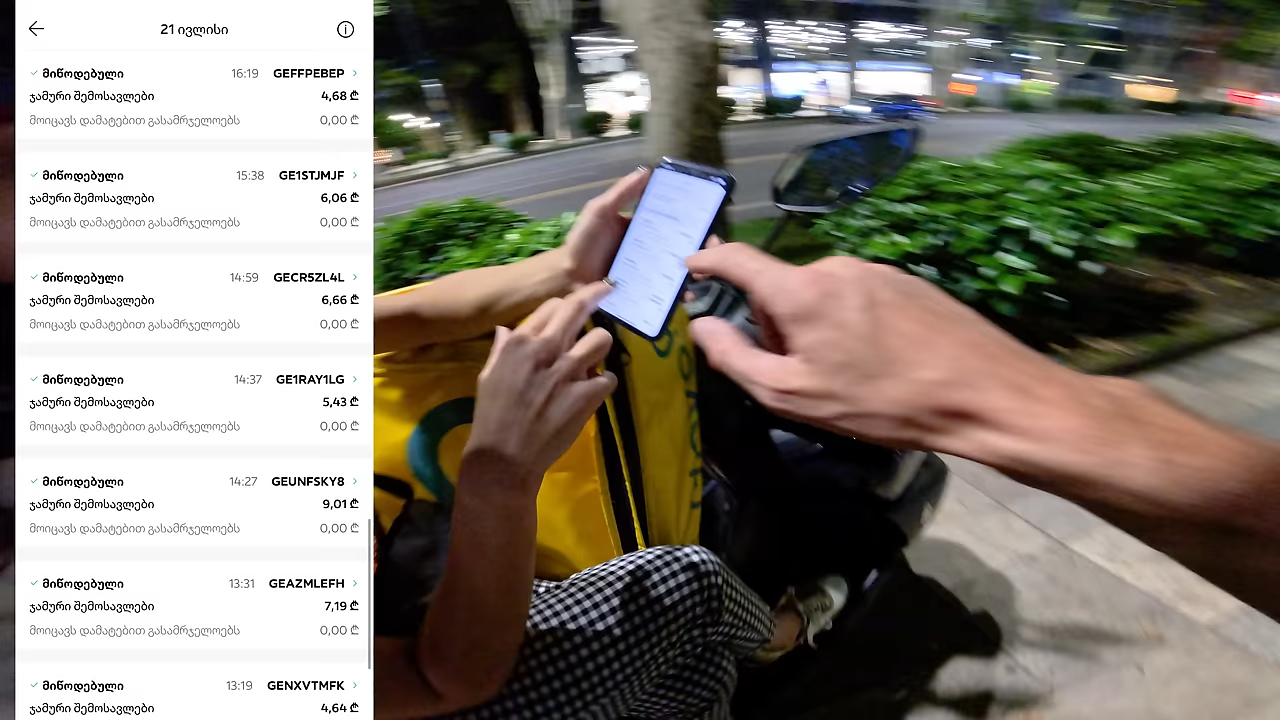 21 ივლისი
მიწოდებული 16:19 GEFFPEBEP
ჯამური შემოსავლები 4,68 ₾
მოიცავს დამატებით გასამრჯელოებს 0,00 ₾
მიწოდებული 15:38 GE1STJMJF
ჯამური შემოსავლები 6,06 ₾
მოიცავს დამატებით გასამრჯელოებს 0,00 ₾
მიწოდებული 14:59 GECR5ZL4L
ჯამური შემოსავლები 6,66 ₾
მოიცავს დამატებით გასამრჯელოებს 0,00 ₾
მიწოდებული 14:37 GE1RAY1LG
ჯამური შემოსავლები 5,43 ₾
მოიცავს დამატებით გასამრჯელოებს 0,00 ₾
მიწოდებული 14:27 GEUNFSKY8
ჯამური შემოსავლები 9,01 ₾
მოიცავს დამატებით გასამრჯელოებს 0,00 ₾
მიწოდებული 13:31 GEAZMLEFH
ჯამური შემოსავლები 7,19 ₾
მოიცავს დამატებით გასამრჯელოებს 0,00 ₾
მიწოდებული 13:19 GENXVTMFK
ჯამური შემოსავლები 4,64 ₾